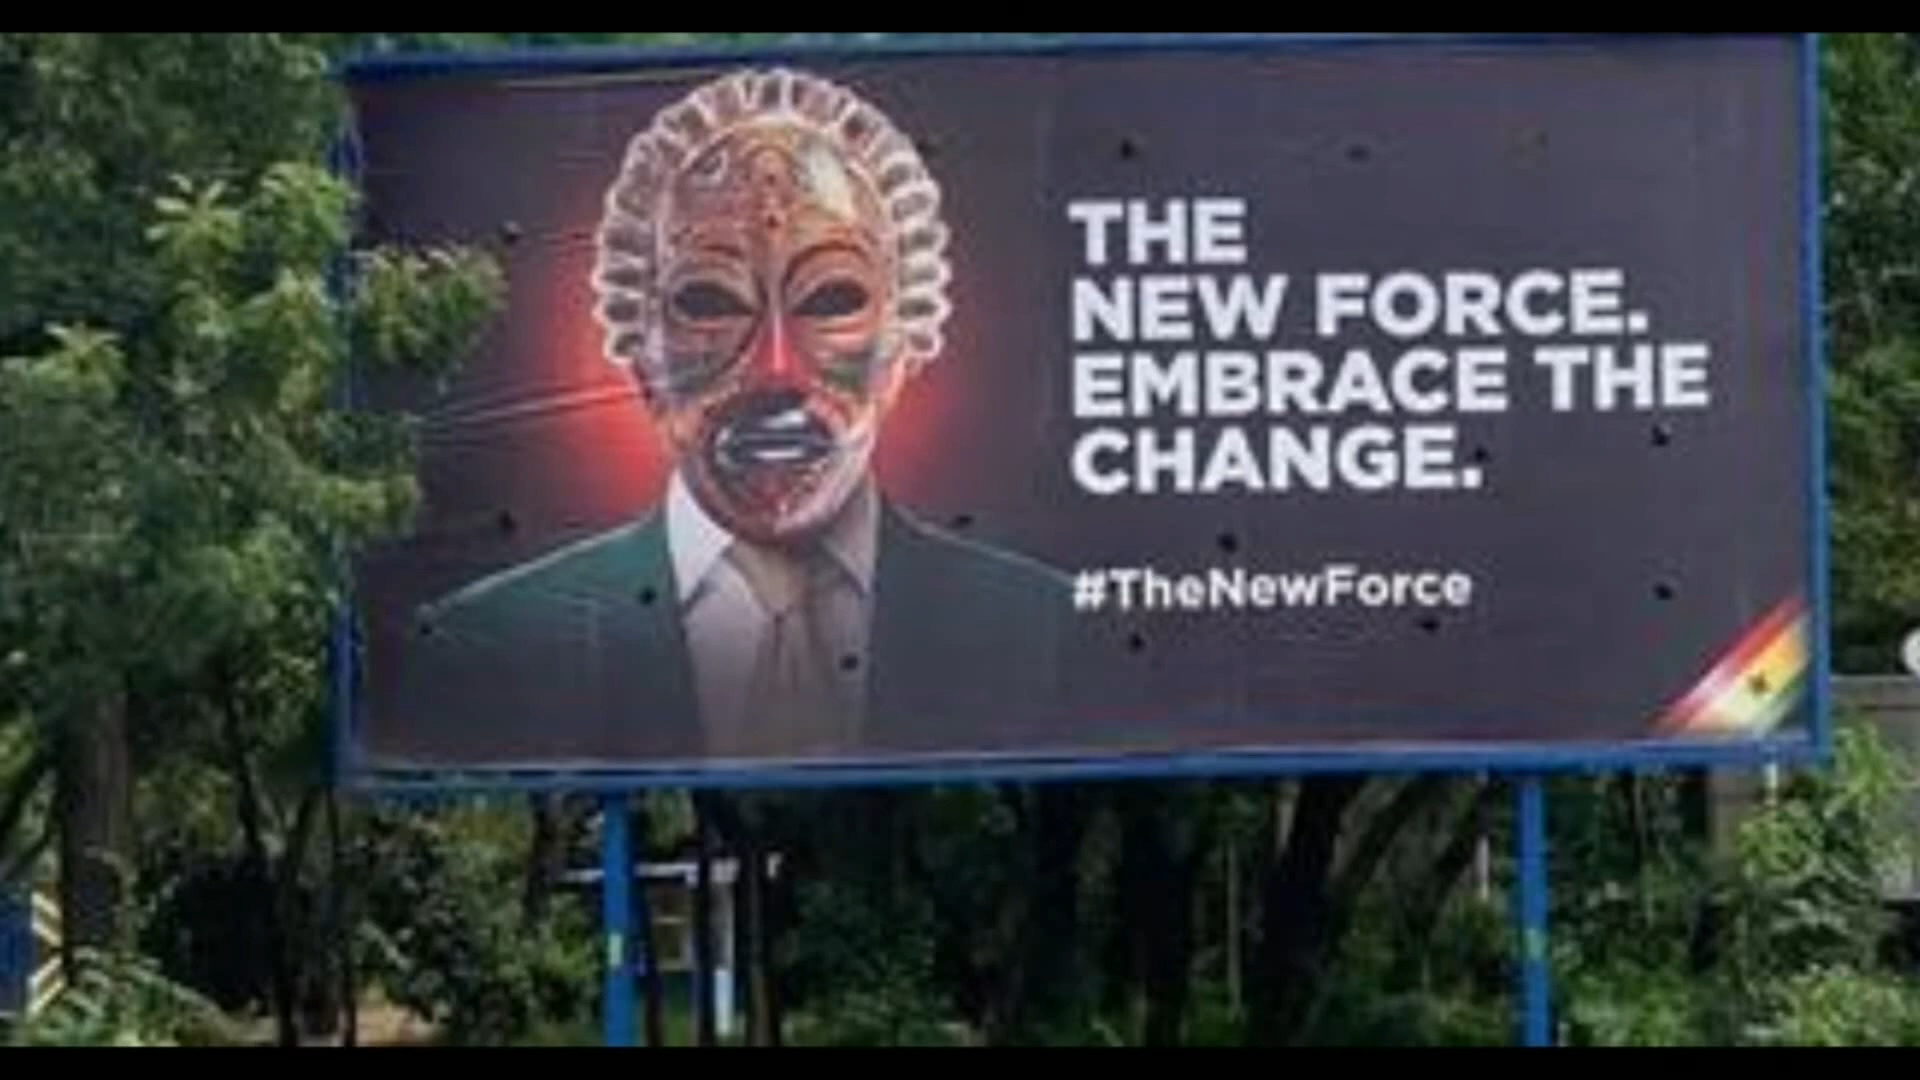 THE
NEW FORCE.
EMBRACE THE
CHANGE.
#TheNewForce